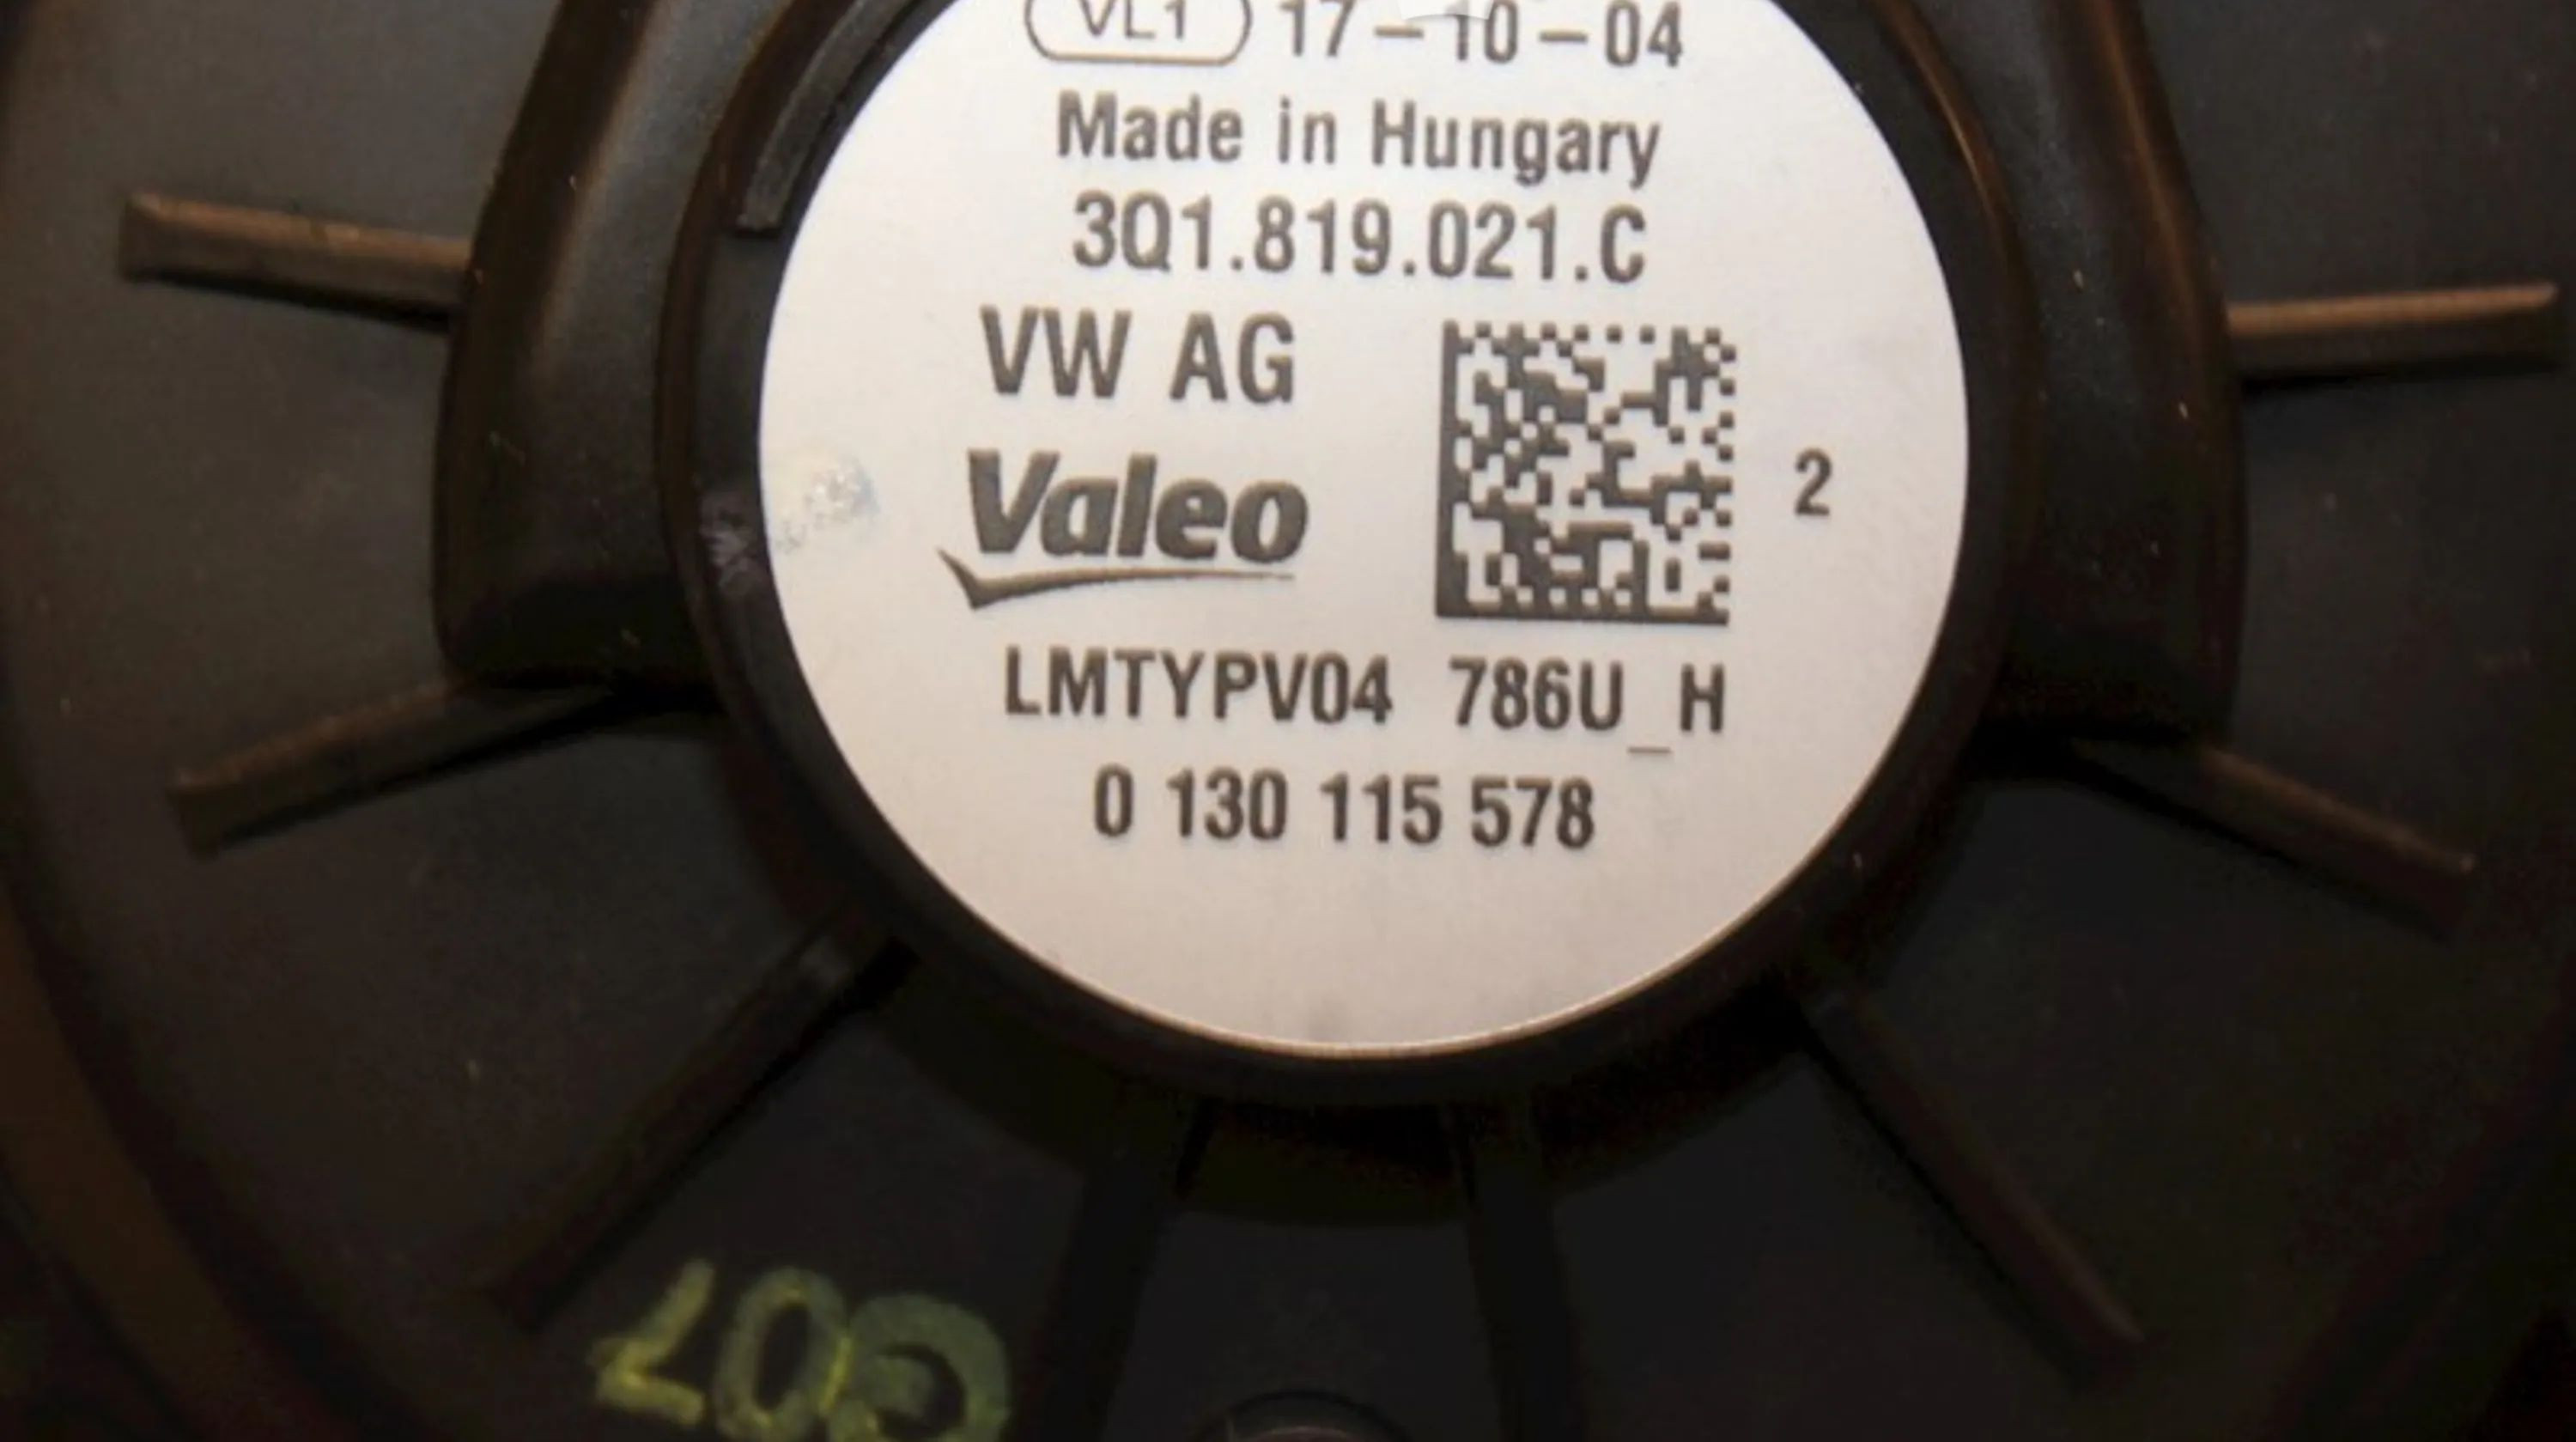 VL1 17-10-04
Made in Hungary
3Q1.819.021.C
VW AG
Valeo
2
LMTYPV04 786U_H
0 130 115 578
G07